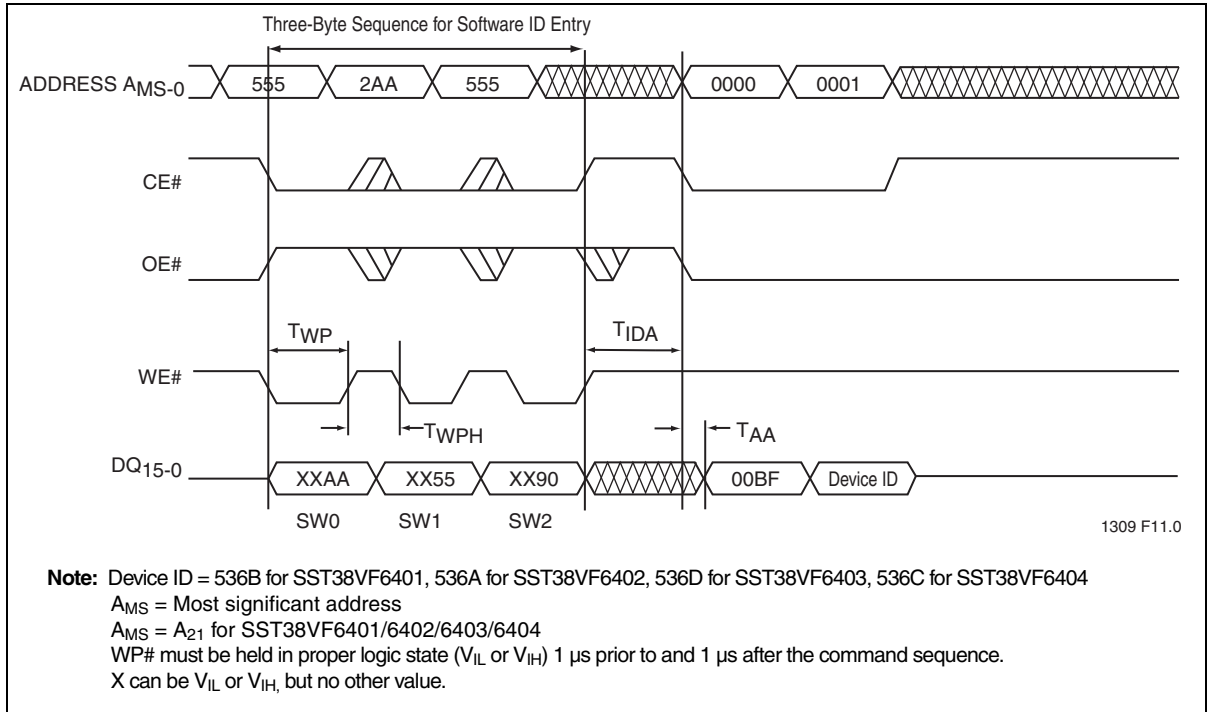 Three-Byte Sequence for Software ID Entry
ADDRESS AMS-0 555 2AA 555 0000 0001
CE#
OE#
TWP TIDA
WE#
TWPH TAA
DQ15-0 XXAA XX55 XX90 00BF Device ID
SW0 SW1 SW2
1309 F11.0
Note: Device ID = 536B for SST38VF6401, 536A for SST38VF6402, 536D for SST38VF6403, 536C for SST38VF6404
AMS = Most significant address
AMS = A21 for SST38VF6401/6402/6403/6404
WP# must be held in proper logic state (VIL or VIH) 1 µs prior to and 1 µs after the command sequence.
X can be VIL or VIH, but no other value.